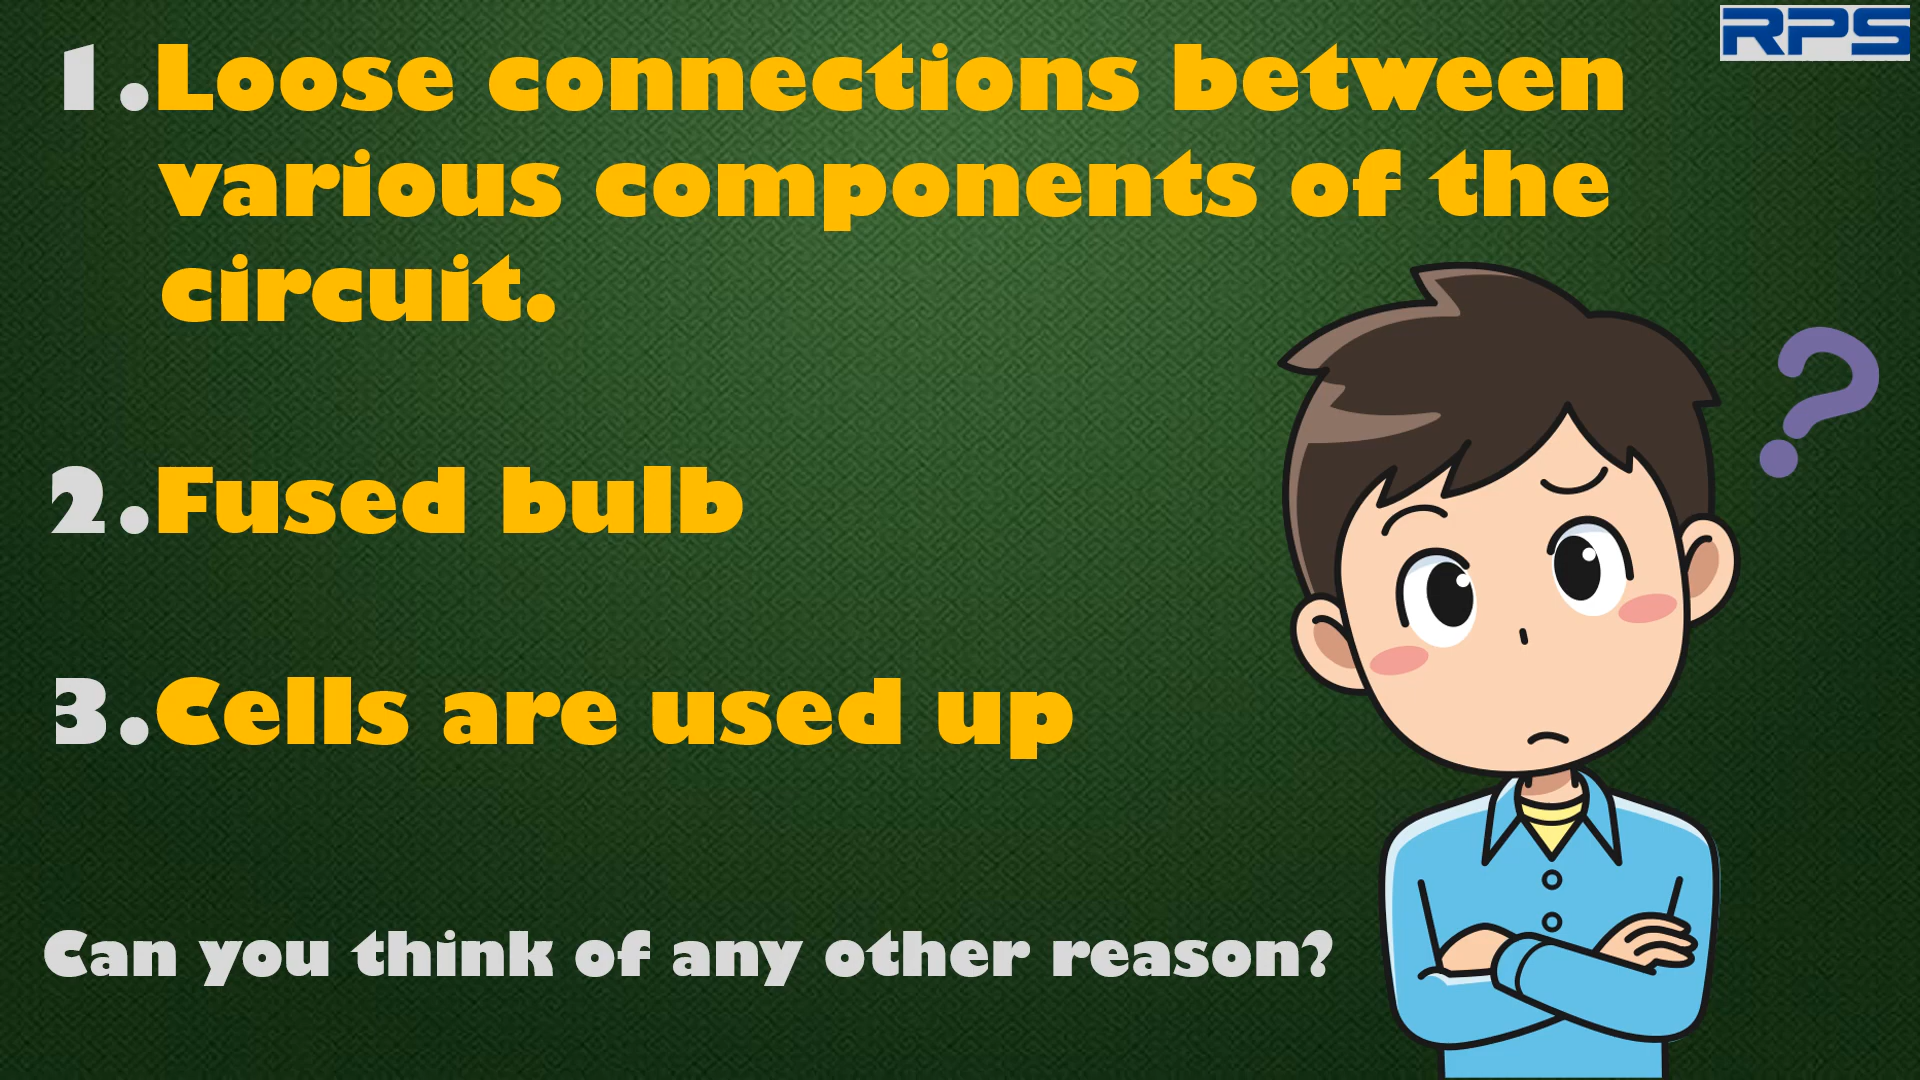 RPS
1.Loose connections between
various components of the
circuit.
2.Fused bulb
3.Cells are used up
Can you think of any other reason?
?